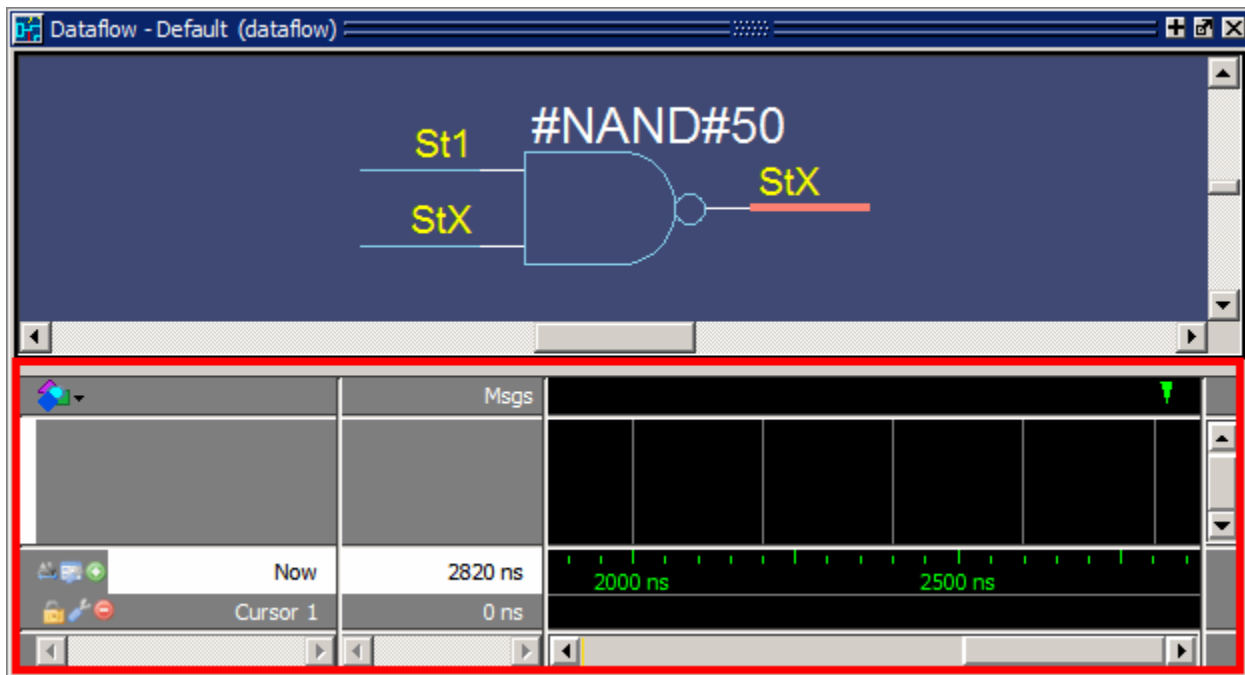 Dataflow - Default (dataflow)
#NAND#50
St1
StX
StX
Msgs
Now 2820 ns
2000 ns 2500 ns
Cursor 1 0 ns